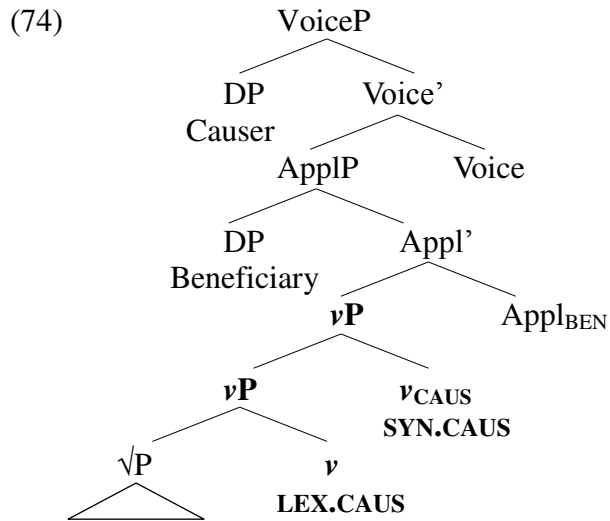 (74) VoiceP
DP Voice’
Causer
ApplP Voice
DP Appl’
Beneficiary
vP ApplBEN
vP vCAUS
SYN.CAUS
√P v
LEX.CAUS